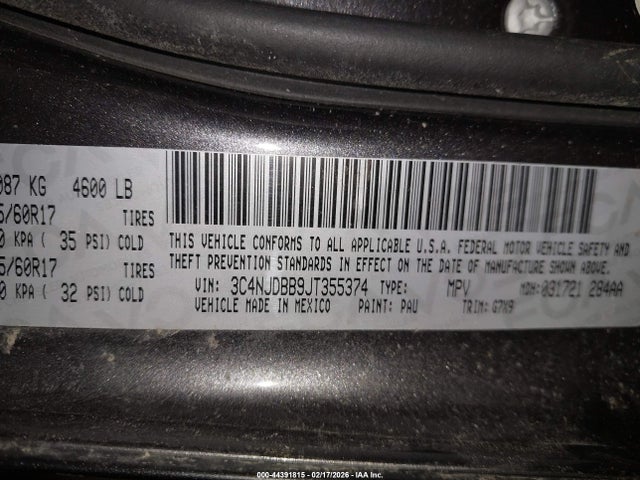 087 KG 4600 LB
5/60R17 TIRES
0 KPA ( 35 PSI) COLD
5/60R17 TIRES
0 KPA ( 32 PSI) COLD
THIS VEHICLE CONFORMS TO ALL APPLICABLE U.S.A. FEDERAL MOTOR VEHICLE SAFETY AND
THEFT PREVENTION STANDARDS IN EFFECT ON THE DATE OF MANUFACTURE SHOWN ABOVE.
VIN: 3C4NJDBB9JT355374 TYPE: MPV MDH: 031721 284AA
VEHICLE MADE IN MEXICO PAINT: PAU TRIM: G7X9
000-44391815 - 02/17/2026 - IAA Inc.